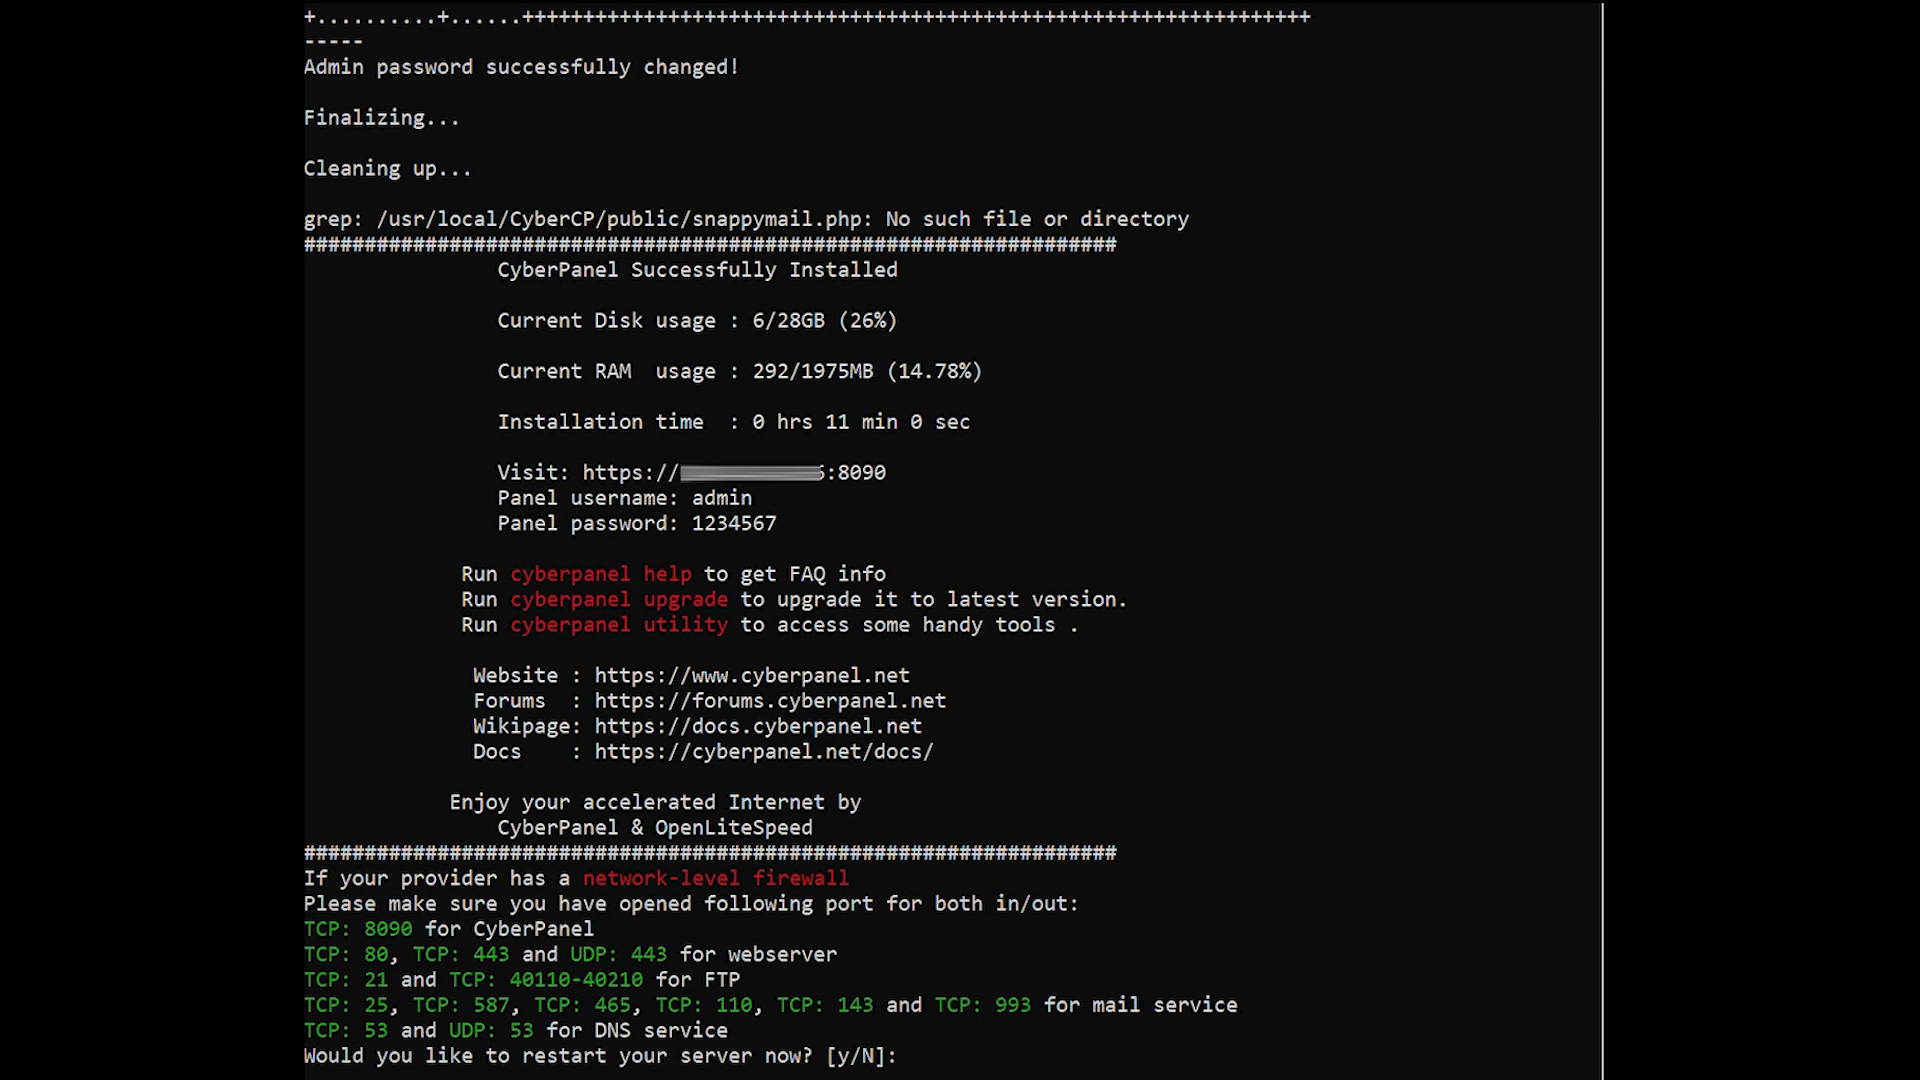 +..........+......+++++++++++++++++++++++++++++++++++++++++++++++++++++++++++++++++
-----
Admin password successfully changed!
Finalizing...
Cleaning up...
grep: /usr/local/CyberCP/public/snappymail.php: No such file or directory
###################################################################
CyberPanel Successfully Installed
Current Disk usage : 6/28GB (26%)
Current RAM  usage : 292/1975MB (14.78%)
Installation time  : 0 hrs 11 min 0 sec
Visit: https:// :8090
Panel username: admin
Panel password: 1234567
Run cyberpanel help to get FAQ info
Run cyberpanel upgrade to upgrade it to latest version.
Run cyberpanel utility to access some handy tools .
Website : https://www.cyberpanel.net
Forums  : https://forums.cyberpanel.net
Wikipage: https://docs.cyberpanel.net
Docs    : https://cyberpanel.net/docs/
Enjoy your accelerated Internet by
CyberPanel & OpenLiteSpeed
###################################################################
If your provider has a network-level firewall
Please make sure you have opened following port for both in/out:
TCP: 8090 for CyberPanel
TCP: 80, TCP: 443 and UDP: 443 for webserver
TCP: 21 and TCP: 40110-40210 for FTP
TCP: 25, TCP: 587, TCP: 465, TCP: 110, TCP: 143 and TCP: 993 for mail service
TCP: 53 and UDP: 53 for DNS service
Would you like to restart your server now? [y/N]: